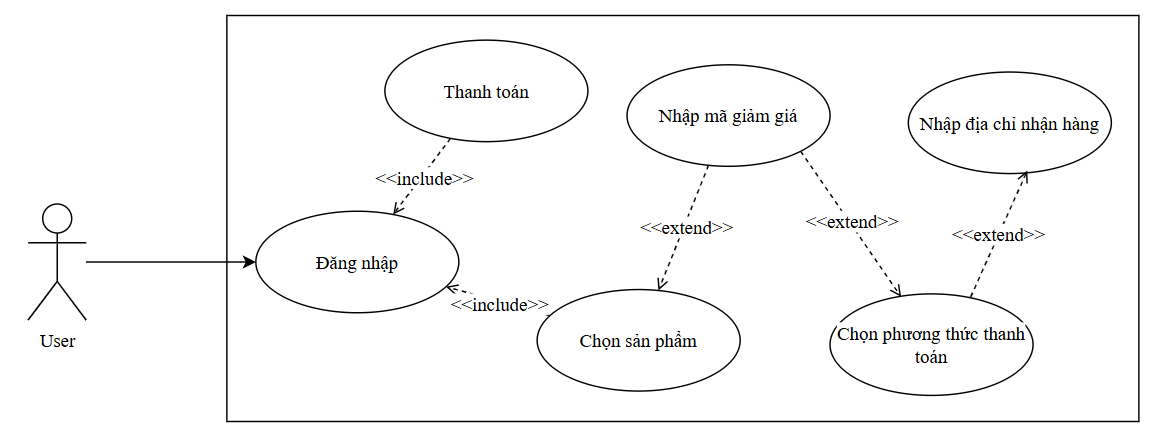 Thanh toán
Nhập mã giảm giá
Nhập địa chỉ nhận hàng
<<include>>
<<extend>>
<<extend>>
<<extend>>
Đăng nhập
<<include>>
User
Chọn sản phẩm
Chọn phương thức thanh
toán